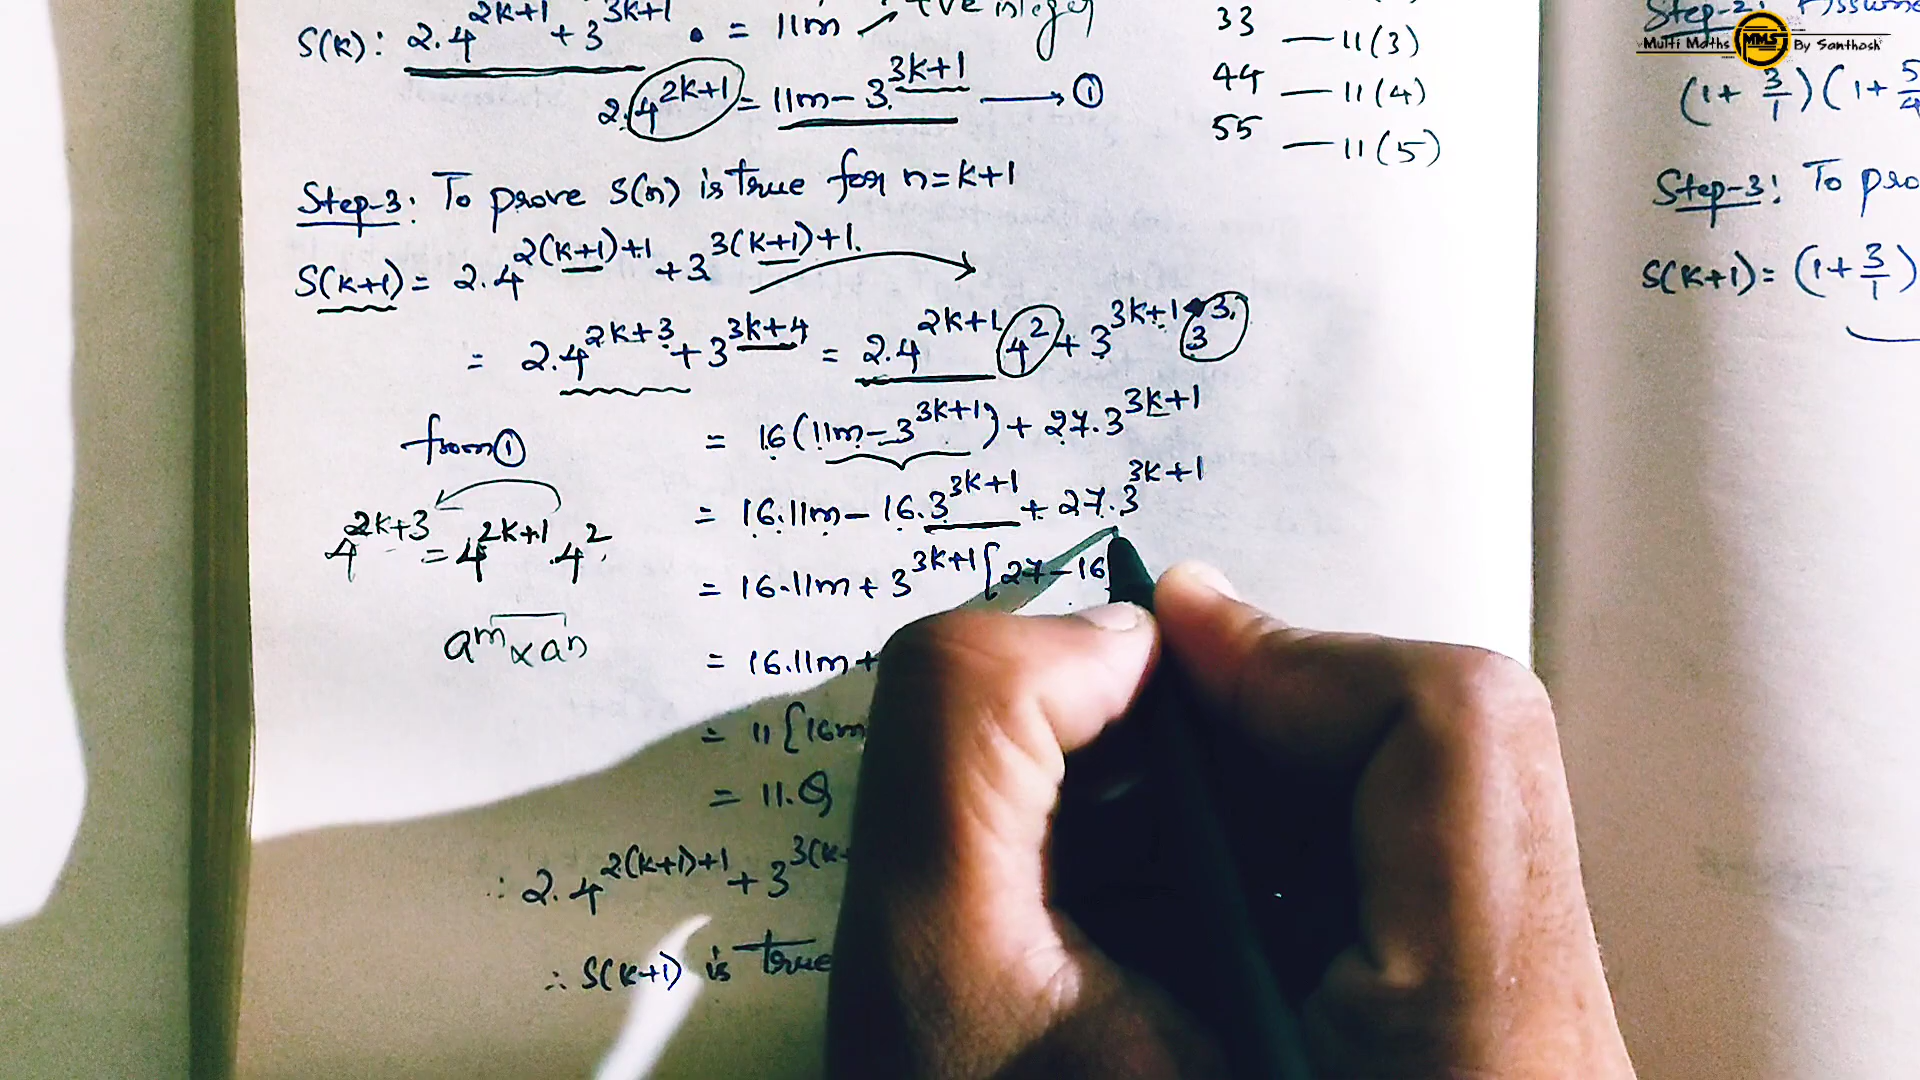 S(k): 2.4^{2k+1} + 3^{3k+1} = 11m → +ve integer
2.4^{2k+1} = 11m - 3^{3k+1} → ①
33 — 11(3)
44 — 11(4)
55 — 11(5)
Step-3: To prove S(n) is true for n=k+1
S(k+1) = 2.4^{2(k+1)+1} + 3^{3(k+1)+1}.
= 2.4^{2k+3} + 3^{3k+4} = 2.4^{2k+1} 4^2 + 3^{3k+1} 3^3.
= 16(11m - 3^{3k+1}) + 27.3^{3k+1}
from ①
= 16.11m - 16.3^{3k+1} + 27.3^{3k+1}
4^{2k+3} = 4^{2k+1}.4^2
= 16.11m + 3^{3k+1}[27-16
a^m × a^n
= 16.11m+
= 11[16m
= 11.Q
∴ 2.4^{2(k+1)+1} + 3^{3(k+
∴ S(k+1) is true
Step-2:
Multi Maths MMS By Santhosh
(1+3/1)(1+5/4
Step-3: To pro
S(k+1) = (1+3/1)